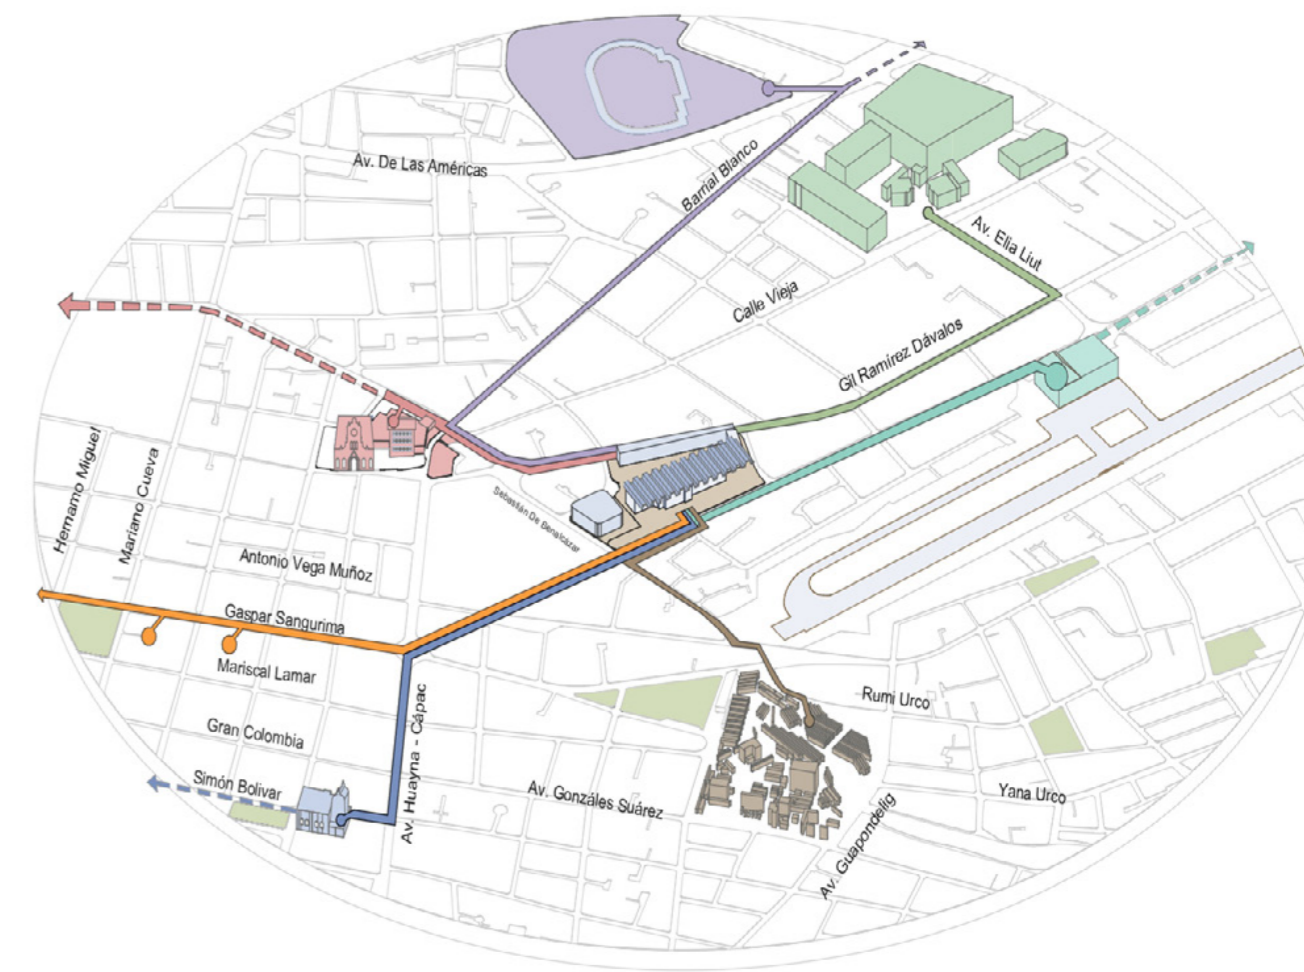 Av. De Las Américas
Barrial Blanco
Av. Elia Liut
Calle Vieja
Gil Ramírez Dávalos
Hernamo Miguel
Mariano Cueva
Sebastián De Benalcázar
Antonio Vega Muñoz
Gaspar Sangurima
Mariscal Lamar
Gran Colombia
Simón Bolivar
Av. Huayna - Cápac
Av. Gonzáles Suárez
Rumi Urco
Yana Urco
Av. Guapondelig